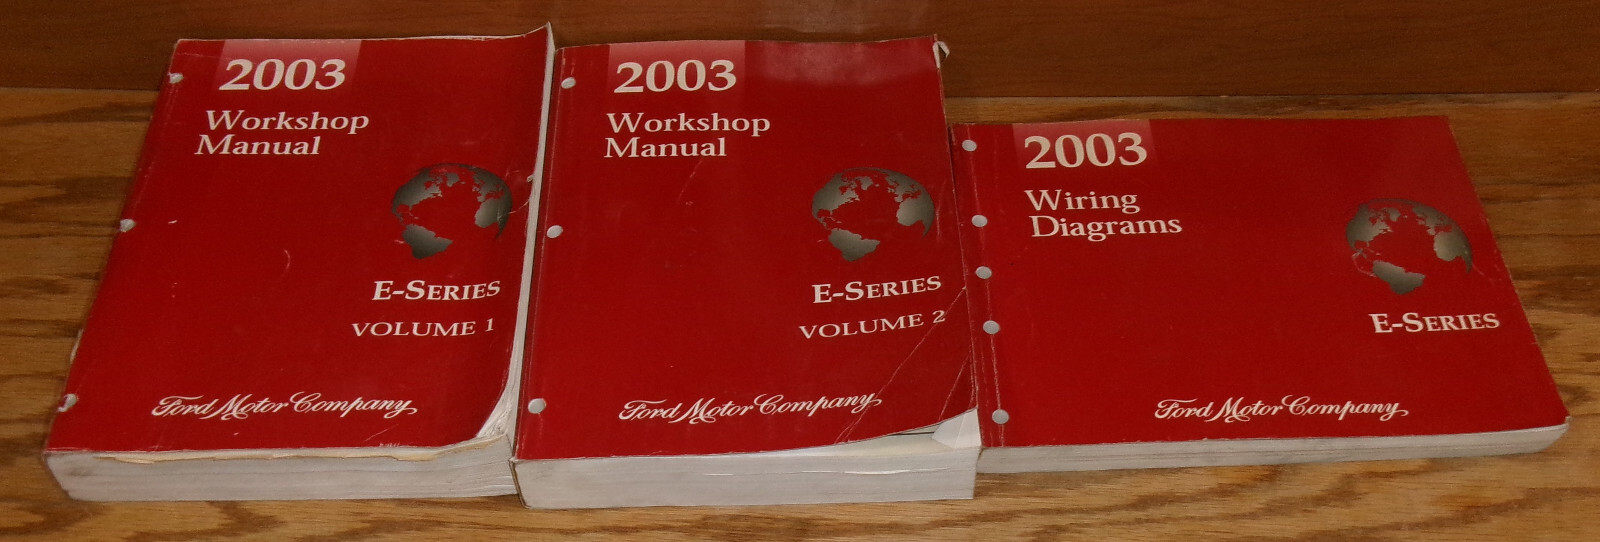 2003
Workshop
Manual
E-SERIES
VOLUME 1
Ford Motor Company
2003
Workshop
Manual
E-SERIES
VOLUME 2
Ford Motor Company
2003
Wiring
Diagrams
E-SERIES
Ford Motor Company